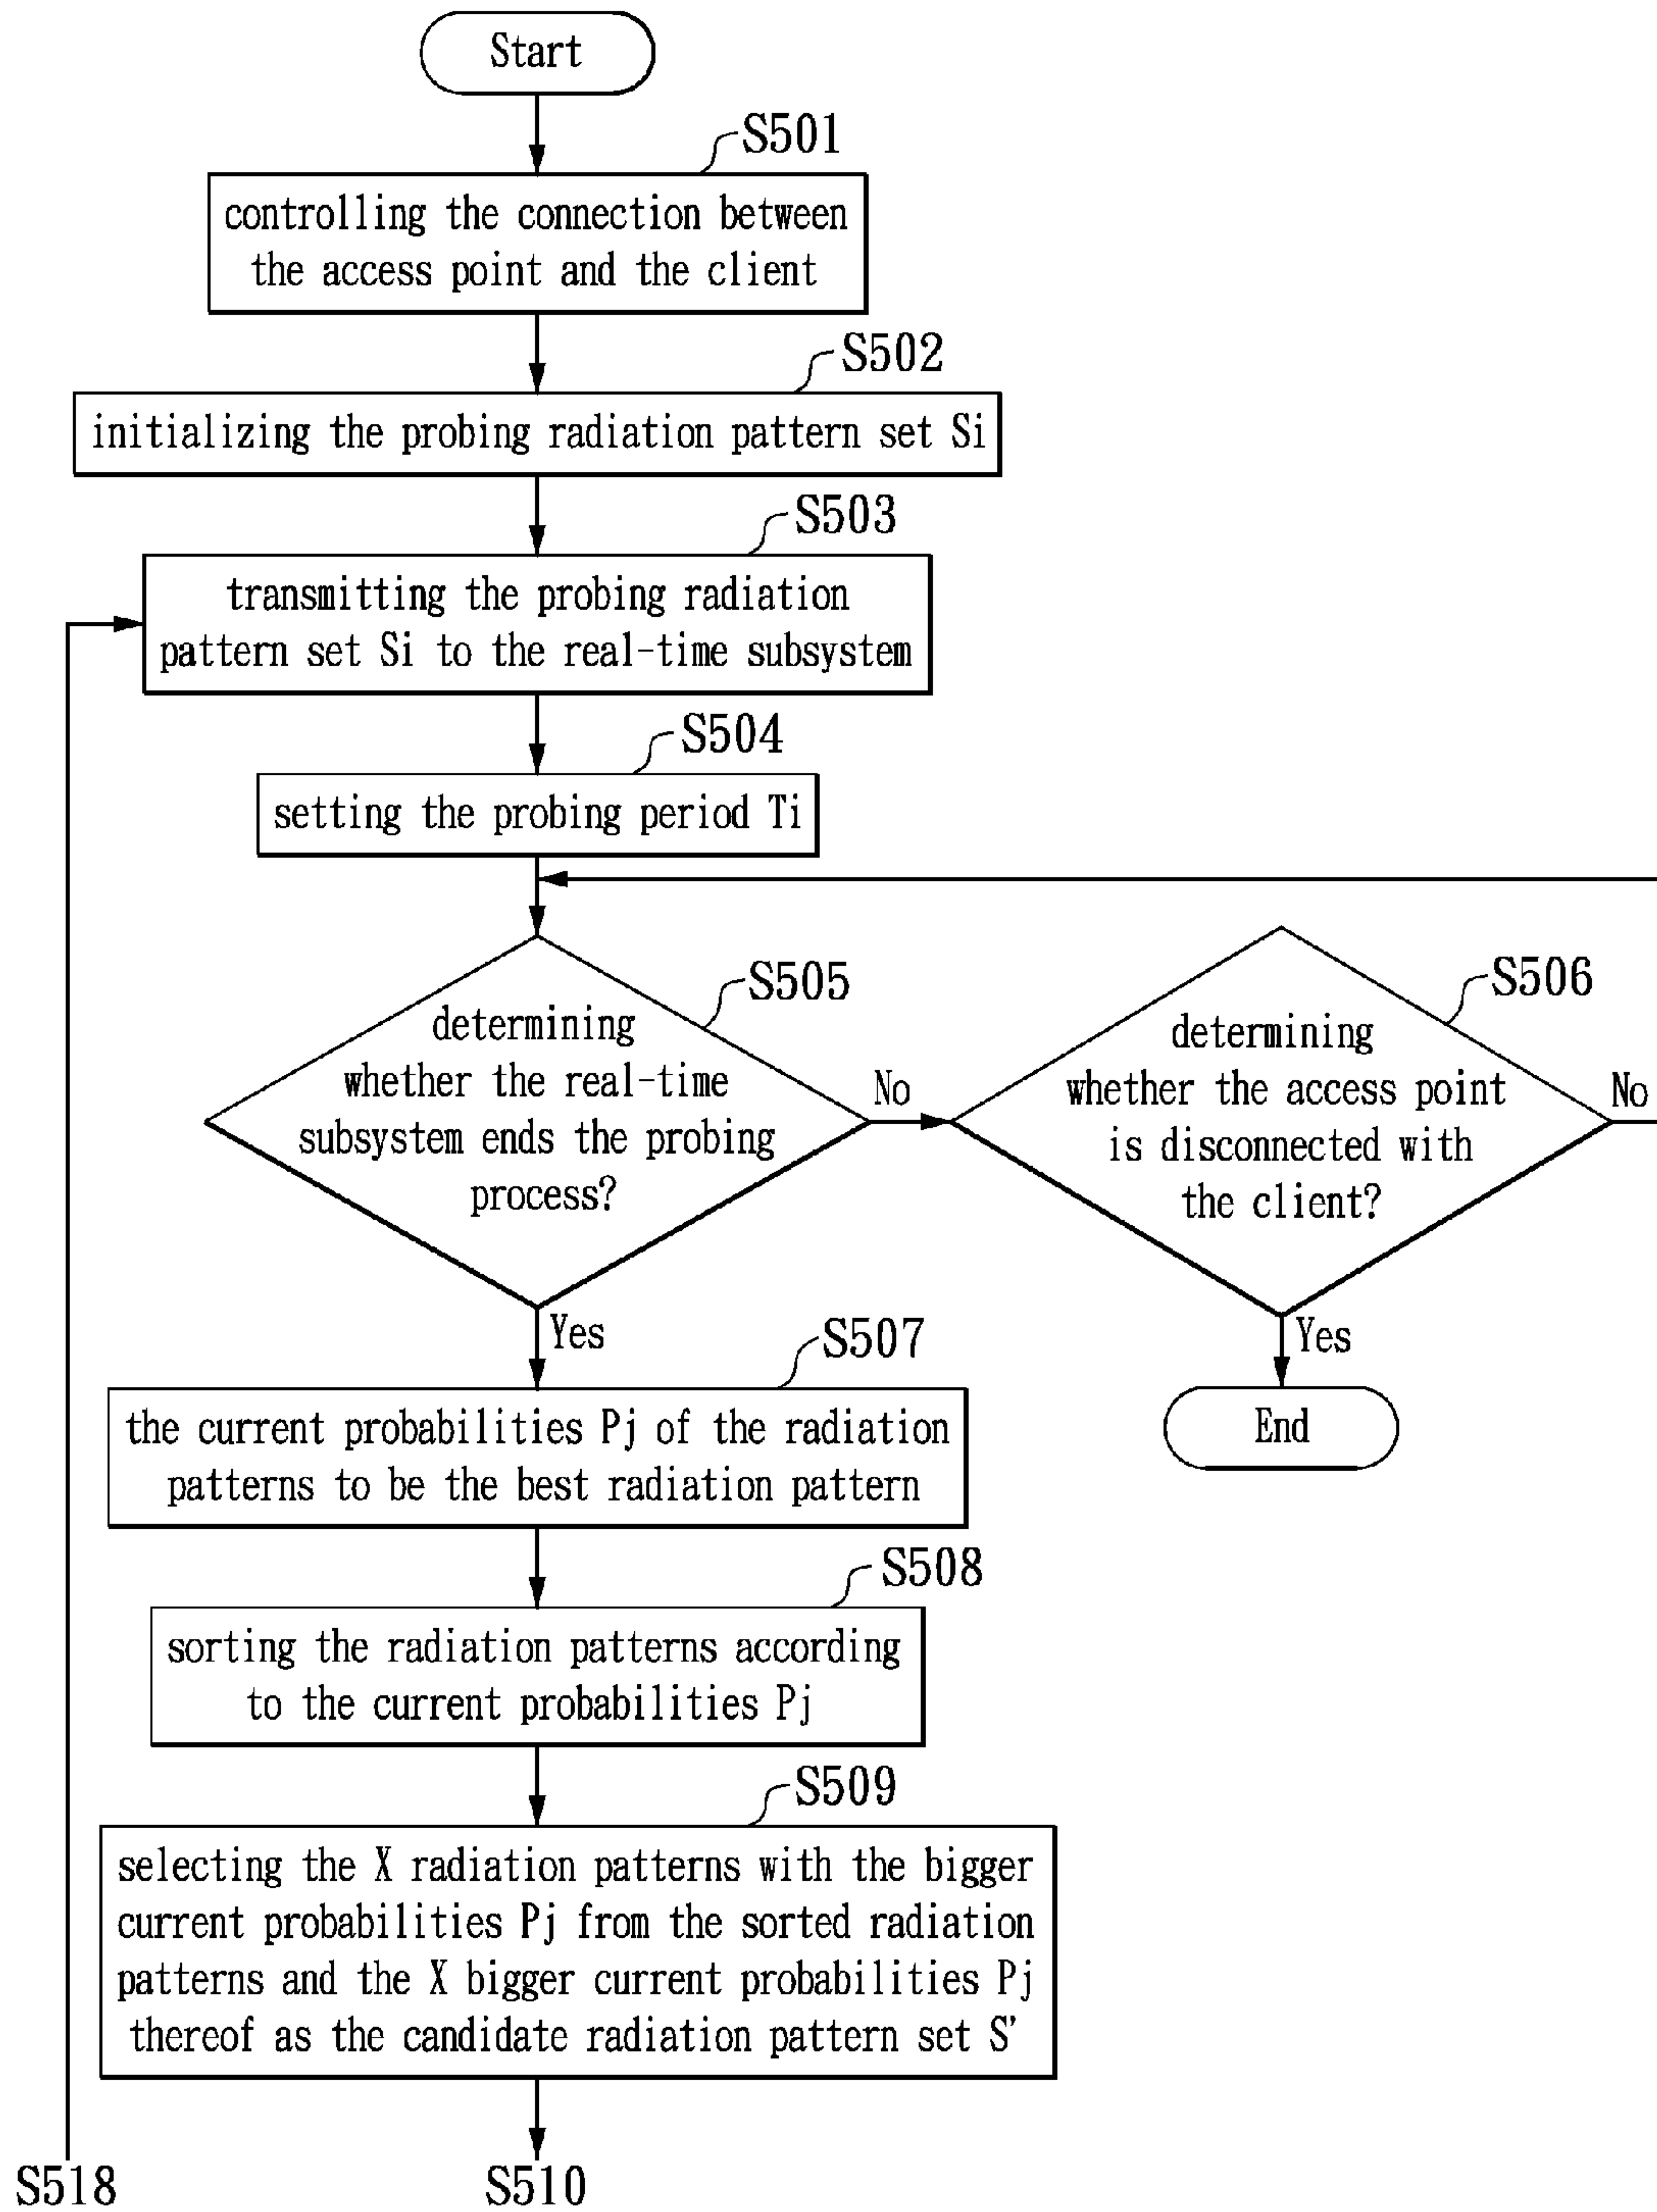 Start
S501
controlling the connection between
the access point and the client
S502
initializing the probing radiation pattern set Si
S503
transmitting the probing radiation
pattern set Si to the real-time subsystem
S504
setting the probing period Ti
S505
determining
whether the real-time
subsystem ends the probing
process?
No
S506
determining
whether the access point
is disconnected with
the client?
No
Yes
Yes
End
S507
the current probabilities Pj of the radiation
patterns to be the best radiation pattern
S508
sorting the radiation patterns according
to the current probabilities Pj
S509
selecting the X radiation patterns with the bigger
current probabilities Pj from the sorted radiation
patterns and the X bigger current probabilities Pj
thereof as the candidate radiation pattern set S'
S518
S510